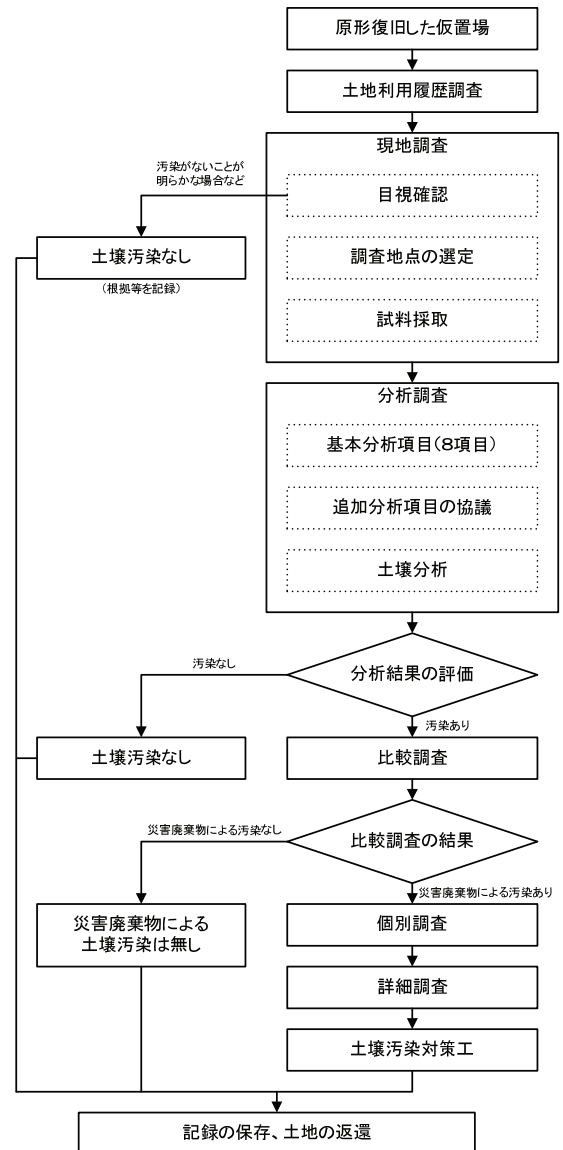 原形復旧した仮置場
土地利用履歴調査
現地調査
汚染がないことが
明らかな場合など
目視確認
土壌汚染なし
（根拠等を記録）
調査地点の選定
試料採取
分析調査
基本分析項目（８項目）
追加分析項目の協議
土壌分析
汚染なし
分析結果の評価
汚染あり
土壌汚染なし
比較調査
災害廃棄物による汚染なし
比較調査の結果
災害廃棄物による汚染あり
災害廃棄物による
土壌汚染は無し
個別調査
詳細調査
土壌汚染対策工
記録の保存、土地の返還